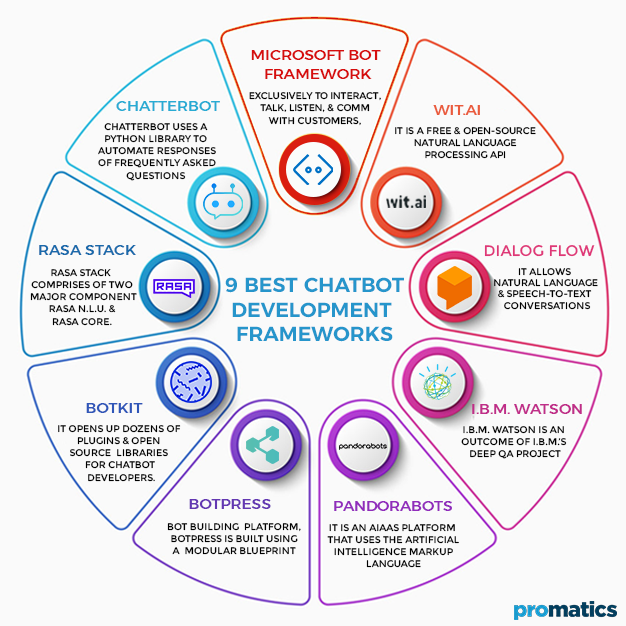 MICROSOFT BOT
FRAMEWORK
EXCLUSIVELY TO INTERACT,
TALK, LISTEN, & COMM
WITH CUSTOMERS,
WIT.AI
IT IS A FREE & OPEN-SOURCE
NATURAL LANGUAGE
PROCESSING API
wit.ai
DIALOG FLOW
IT ALLOWS
NATURAL LANGUAGE
& SPEECH-TO-TEXT
CONVERSATIONS
I.B.M. WATSON
I.B.M. WATSON IS AN
OUTCOME OF I.B.M.'S
DEEP QA PROJECT
pandorabots
PANDORABOTS
IT IS AN AIAAS PLATFORM
THAT USES THE ARTIFICIAL
INTELLIGENCE MARKUP
LANGUAGE
BOTPRESS
BOT BUILDING PLATFORM,
BOTPRESS IS BUILT USING
A MODULAR BLUEPRINT
BOTKIT
IT OPENS UP DOZENS OF
PLUGINS & OPEN
SOURCE LIBRARIES
FOR CHATBOT
DEVELOPERS.
RASA STACK
RASA STACK
COMPRISES OF TWO
MAJOR COMPONENT
RASA N.L.U. &
RASA CORE.
RASA
CHATTERBOT
CHATTERBOT USES A
PYTHON LIBRARY TO
AUTOMATE RESPONSES
OF FREQUENTLY ASKED
QUESTIONS
9 BEST CHATBOT
DEVELOPMENT
FRAMEWORKS
promatics